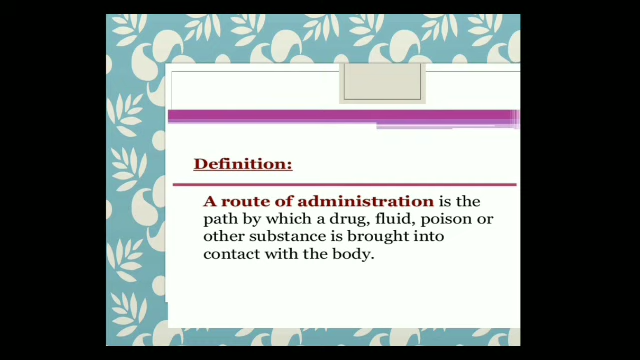 Definition:
A route of administration is the
path by which a drug, fluid, poison or
other substance is brought into
contact with the body.